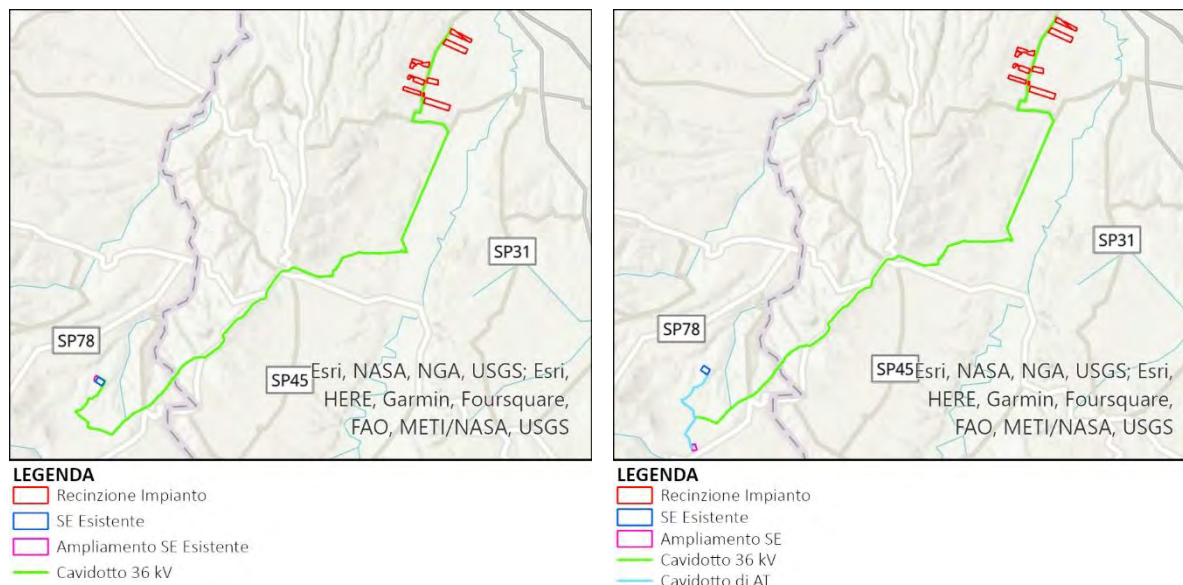 SP31
SP78
SP45
Esri, NASA, NGA, USGS; Esri,
HERE, Garmin, Foursquare,
FAO, METI/NASA, USGS
LEGENDA
Recinzione Impianto
SE Esistente
Ampliamento SE Esistente
Cavidotto 36 kV
SP31
SP78
SP45
Esri, NASA, NGA, USGS; Esri,
HERE, Garmin, Foursquare,
FAO, METI/NASA, USGS
LEGENDA
Recinzione Impianto
SE Esistente
Ampliamento SE
Cavidotto 36 kV
Cavidotto di AT